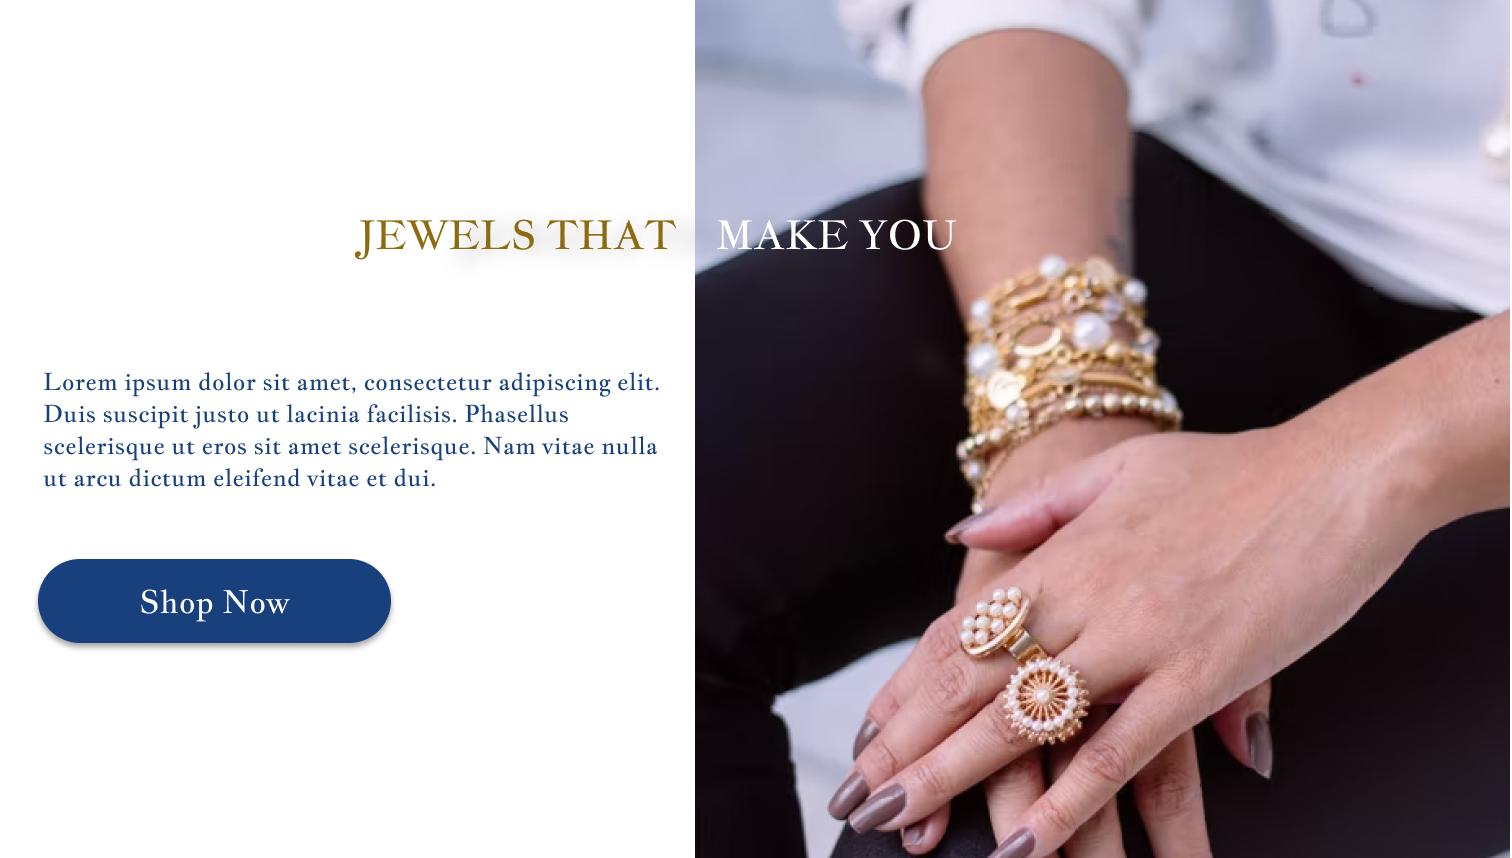 JEWELS THAT MAKE YOU
Lorem ipsum dolor sit amet, consectetur adipiscing elit.
Duis suscipit justo ut lacinia facilisis. Phasellus
scelerisque ut eros sit amet scelerisque. Nam vitae nulla
ut arcu dictum eleifend vitae et dui.
Shop Now